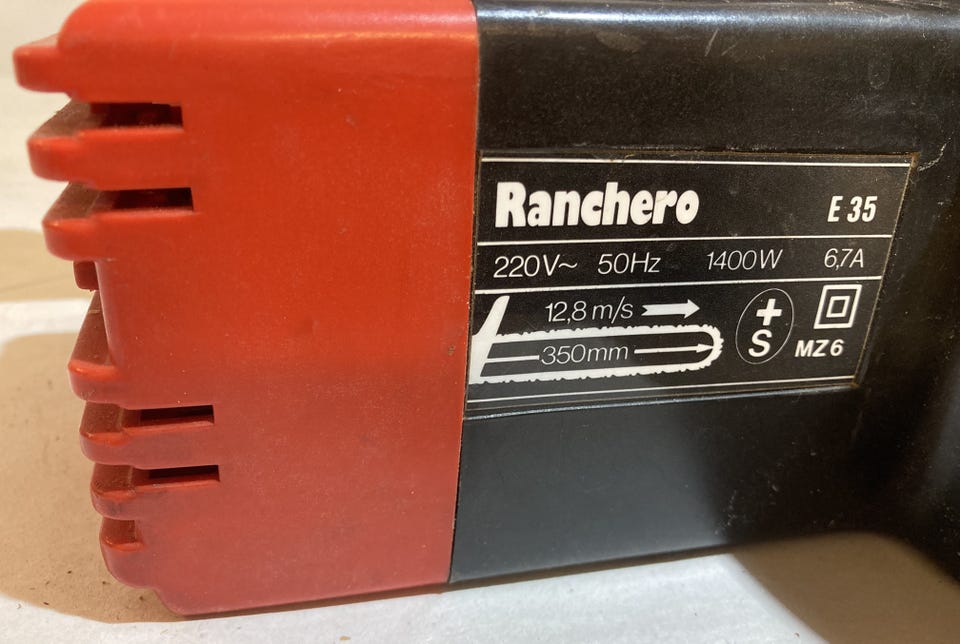 Ranchero E 35
220V~ 50Hz 1400W 6,7A
12,8 m/s
350mm
+
S
MZ6